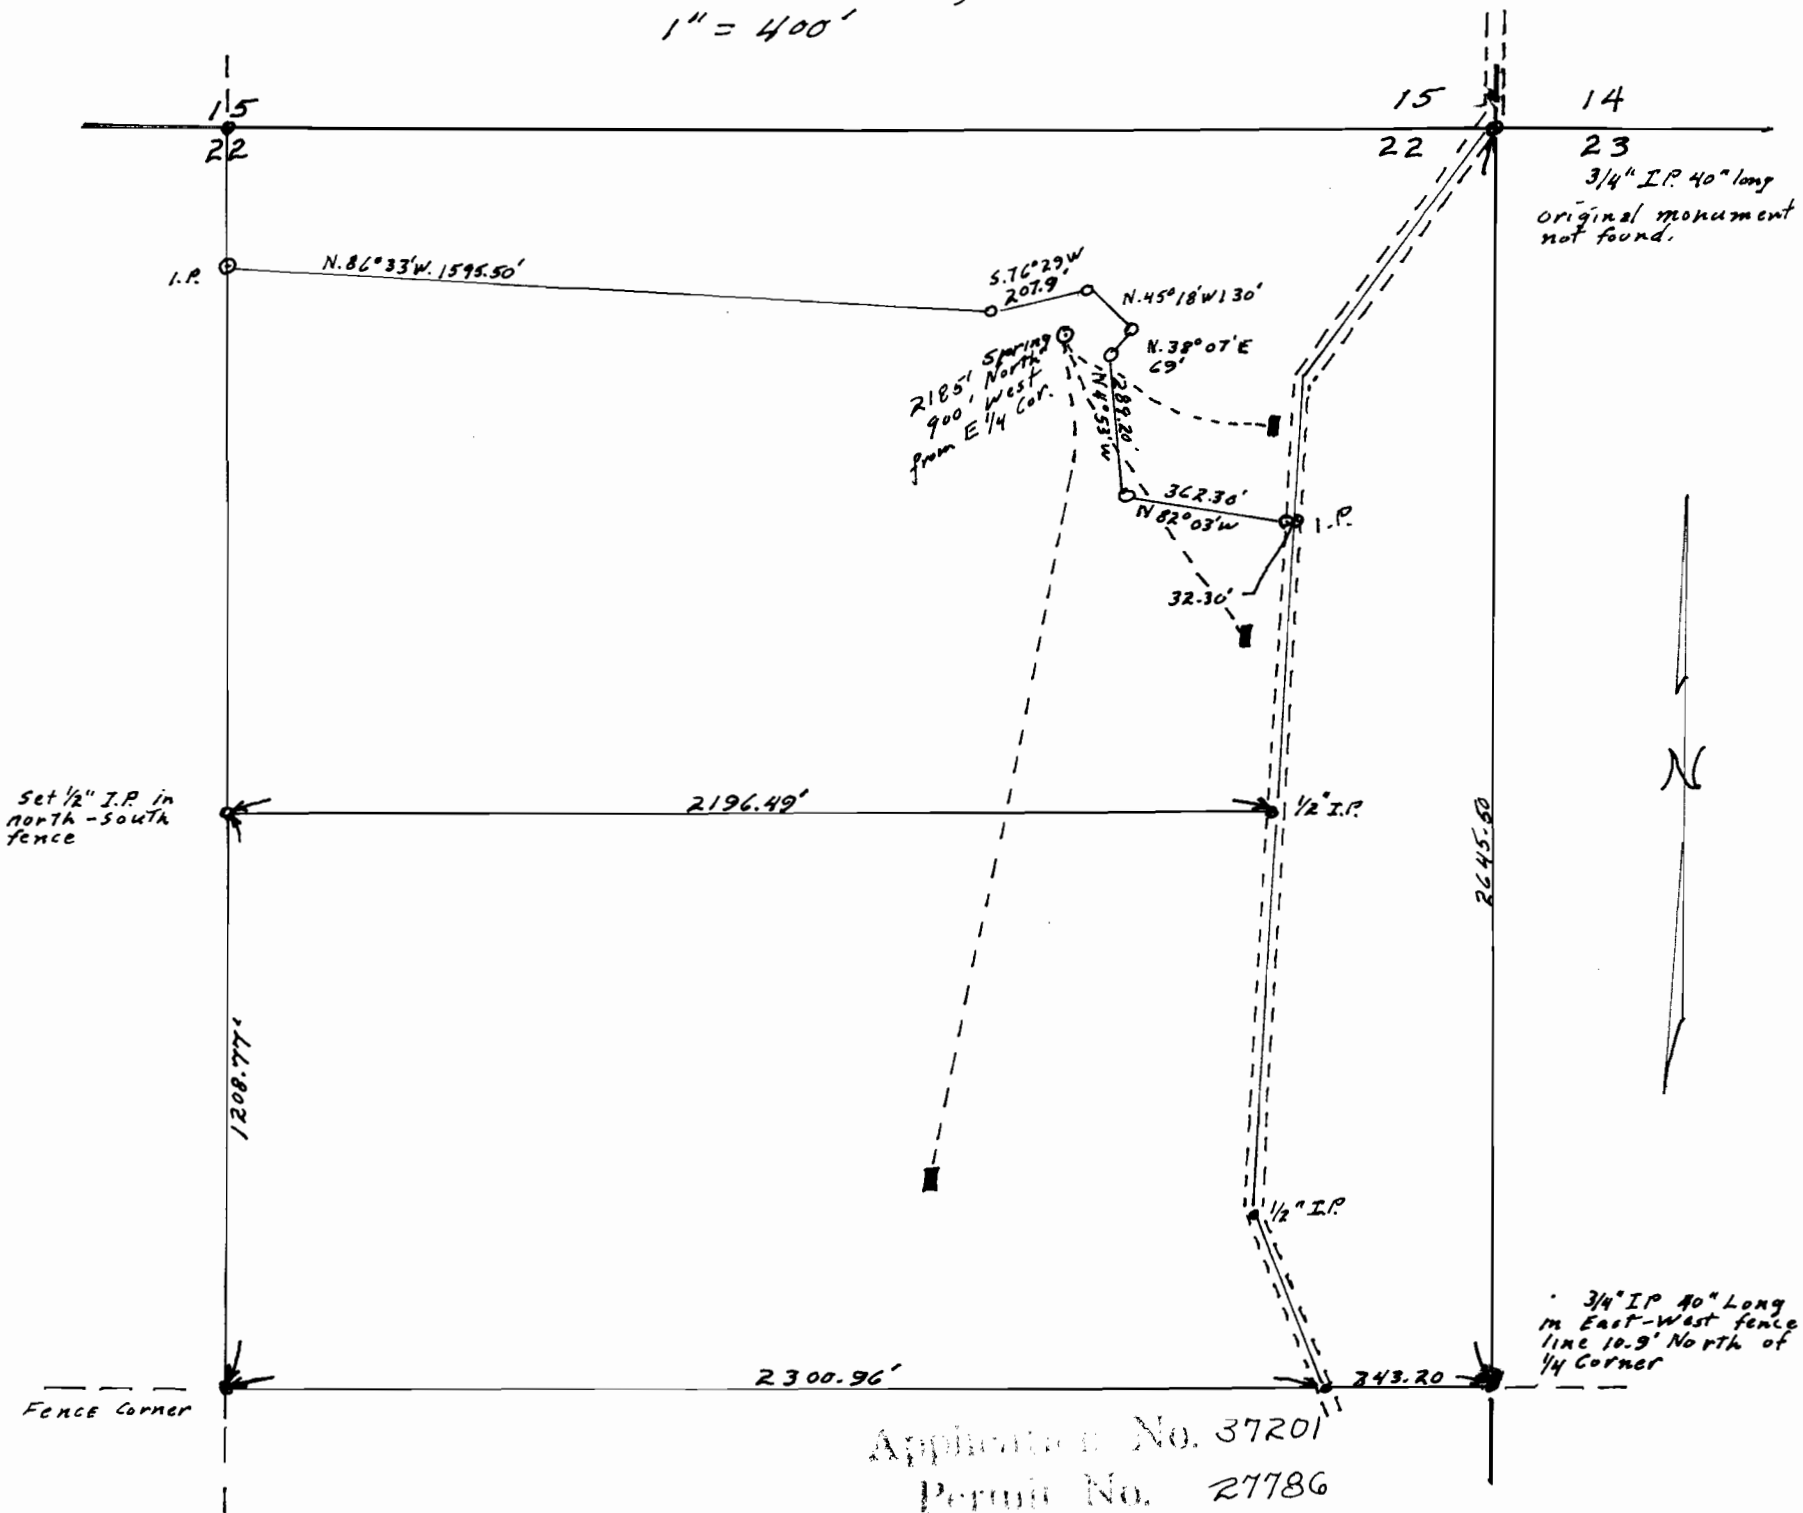 1" = 400'
15
22
15
22
14
23
3/4" I.P. 40" long
original monument
not found.
I.P.
N.86°33'W. 1595.50'
S.76°29W
207.9'
N.45°18'W 130'
N.38°07'E
69'
Spring
2185' North
900' West
from E 1/4 Cor.
289.20'
N4°53'W
362.30'
N82°03'W
I.P.
32.30'
Set 1/2" I.P. in
north-south
fence
2196.49'
1/2" I.P.
2645.50
N
1208.77'
1/2" I.P.
3/4" IP 40" Long
in East-West fence
line 10.9' North of
1/4 Corner
2300.96'
343.20
Fence Corner
Application No. 37201
Permit No. 27786